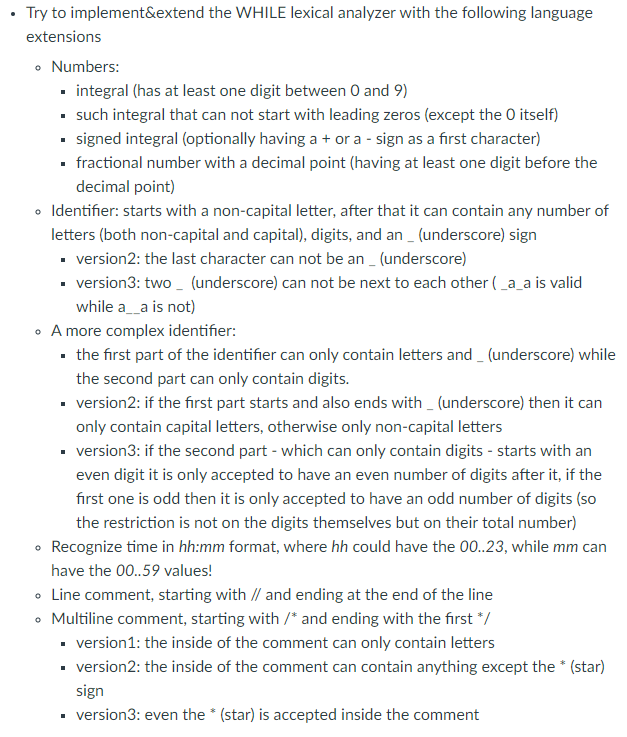 • Try to implement&extend the WHILE lexical analyzer with the following language
extensions
◦ Numbers:
▪ integral (has at least one digit between 0 and 9)
▪ such integral that can not start with leading zeros (except the 0 itself)
▪ signed integral (optionally having a + or a - sign as a first character)
▪ fractional number with a decimal point (having at least one digit before the
decimal point)
◦ Identifier: starts with a non-capital letter, after that it can contain any number of
letters (both non-capital and capital), digits, and an _ (underscore) sign
▪ version2: the last character can not be an _ (underscore)
▪ version3: two _ (underscore) can not be next to each other ( _a_a is valid
while a__a is not)
◦ A more complex identifier:
▪ the first part of the identifier can only contain letters and _ (underscore) while
the second part can only contain digits.
▪ version2: if the first part starts and also ends with _ (underscore) then it can
only contain capital letters, otherwise only non-capital letters
▪ version3: if the second part - which can only contain digits - starts with an
even digit it is only accepted to have an even number of digits after it, if the
first one is odd then it is only accepted to have an odd number of digits (so
the restriction is not on the digits themselves but on their total number)
◦ Recognize time in hh:mm format, where hh could have the 00..23, while mm can
have the 00..59 values!
◦ Line comment, starting with // and ending at the end of the line
◦ Multiline comment, starting with /* and ending with the first */
▪ version1: the inside of the comment can only contain letters
▪ version2: the inside of the comment can contain anything except the * (star)
sign
▪ version3: even the * (star) is accepted inside the comment